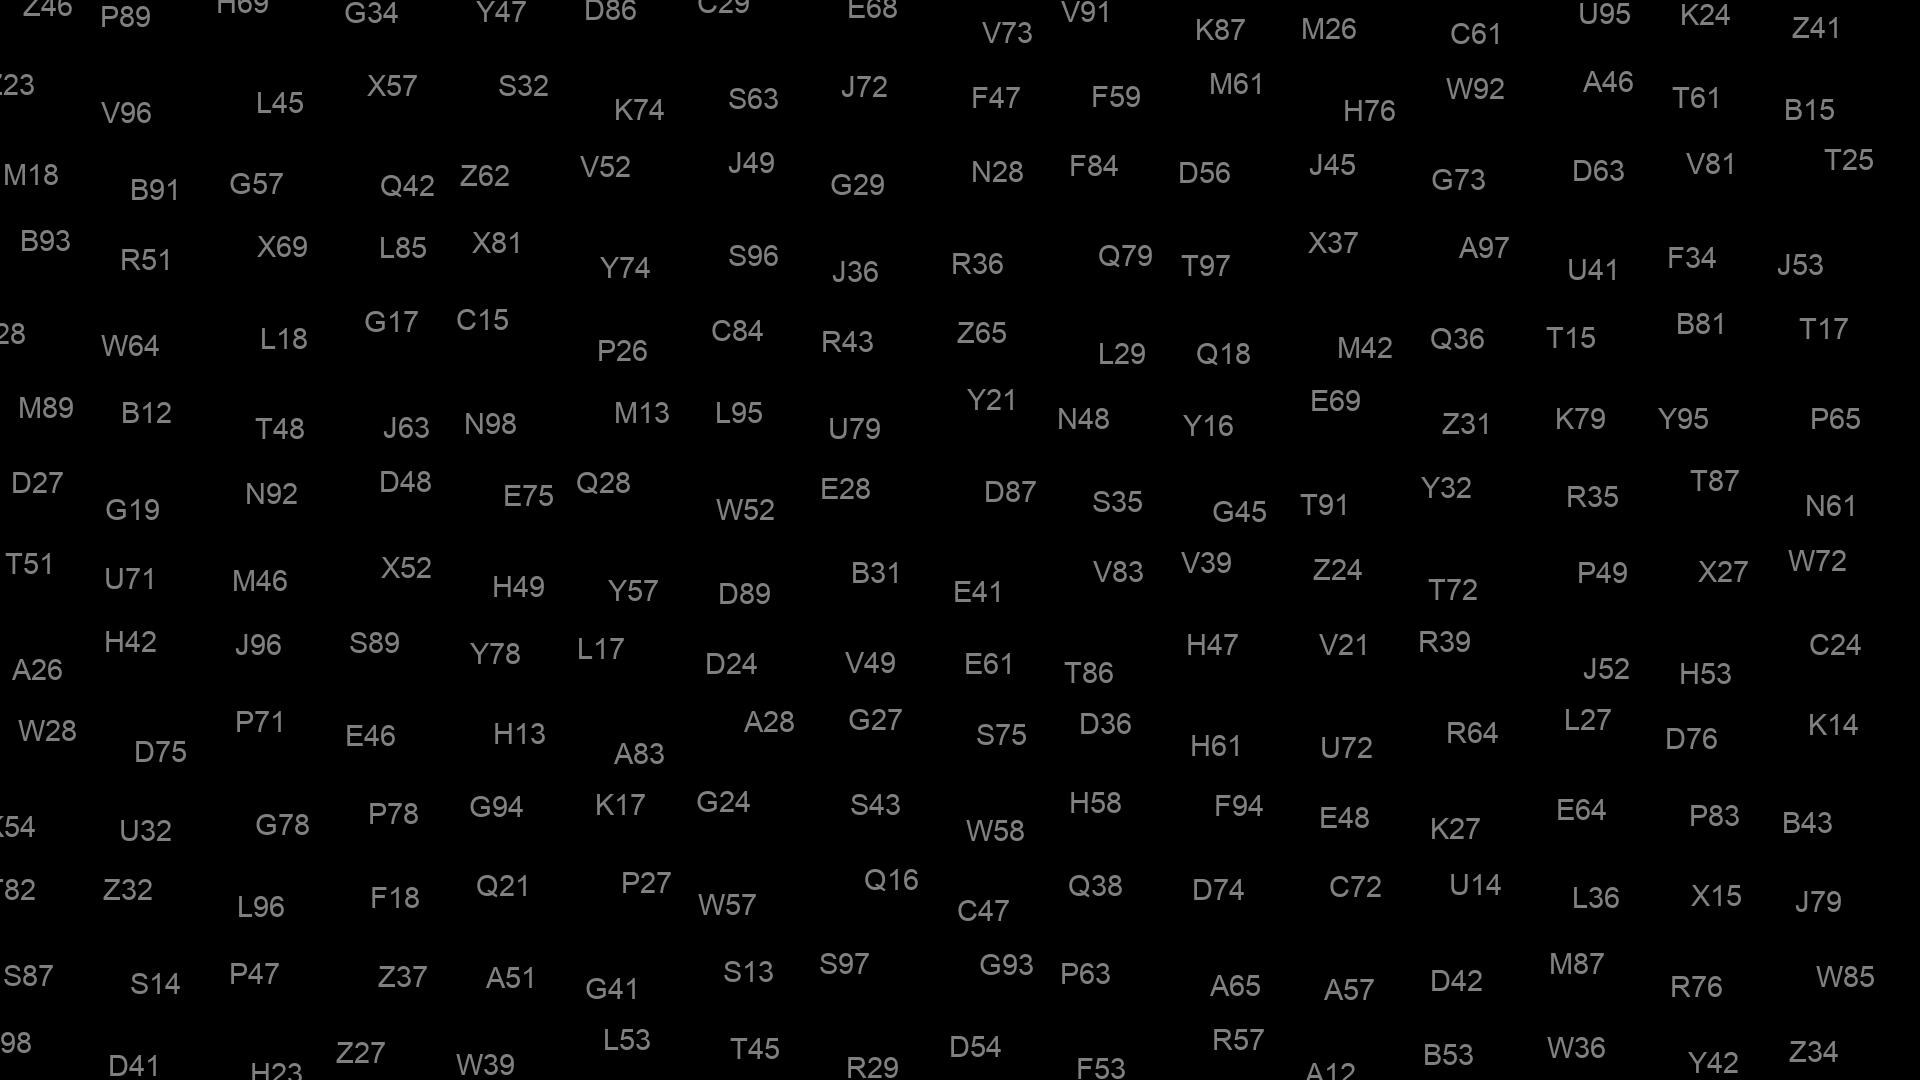 Z46 P89 H69 G34 Y47 D86 C29 E68 V73 V91 K87 M26 C61 U95 K24 Z41
V96 L45 X57 S32 K74 S63 J72 F47 F59 M61 H76 W92 A46 T61 B15
M18 B91 G57 Q42 Z62 V52 J49 G29 N28 F84 D56 J45 G73 D63 V81 T25
B93 R51 X69 L85 X81 Y74 S96 J36 R36 Q79 T97 X37 A97 U41 F34 J53
28 W64 L18 G17 C15 P26 C84 R43 Z65 L29 Q18 M42 Q36 T15 B81 T17
M89 B12 T48 J63 N98 M13 L95 U79 Y21 N48 Y16 E69 Z31 K79 Y95 P65
D27 G19 N92 D48 E75 Q28 W52 E28 D87 S35 G45 T91 Y32 R35 T87 N61
T51 U71 M46 X52 H49 Y57 D89 B31 E41 V83 V39 Z24 T72 P49 X27 W72
A26 H42 J96 S89 Y78 L17 D24 V49 E61 T86 H47 V21 R39 J52 H53 C24
W28 D75 P71 E46 H13 A83 A28 G27 S75 D36 H61 U72 R64 L27 D76 K14
U32 G78 P78 G94 K17 G24 S43 W58 H58 F94 E48 K27 E64 P83 B43
Z32 L96 F18 Q21 P27 W57 Q16 C47 Q38 D74 C72 U14 L36 X15 J79
S87 S14 P47 Z37 A51 G41 S13 S97 G93 P63 A65 A57 D42 M87 R76 W85
98 D41 H23 Z27 W39 L53 T45 R29 D54 F53 R57 A12 B53 W36 Y42 Z34